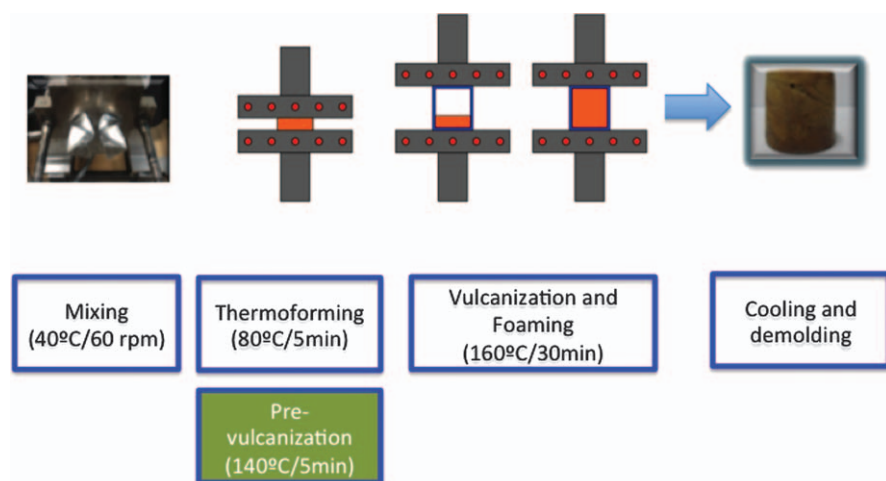 Mixing
(40ºC/60 rpm)
Thermoforming
(80ºC/5min)
Vulcanization and
Foaming
(160ºC/30min)
Cooling and
demolding
Pre-
vulcanization
(140ºC/5min)